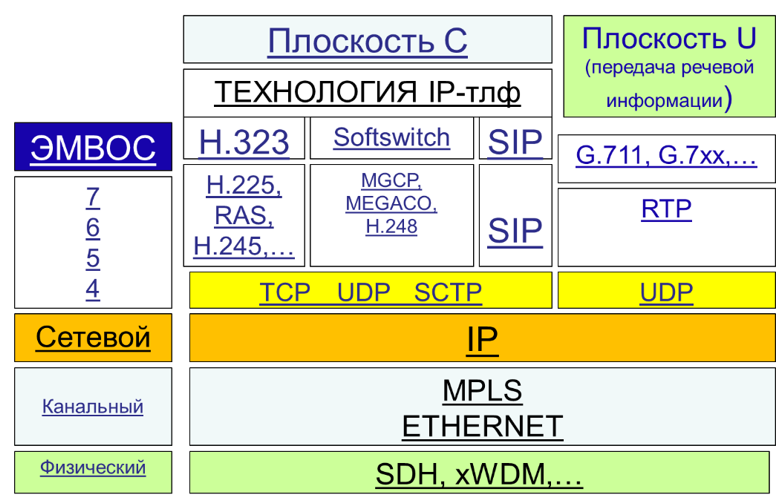 Плоскость С
Плоскость U
(передача речевой
информации)
ТЕХНОЛОГИЯ IP-тлф
ЭМВОС
H.323
Softswitch
SIP
G.711, G.7xx,...
7
6
5
4
H.225,
RAS,
H.245,...
MGCP,
MEGACO,
H.248
SIP
RTP
TCP UDP SCTP
UDP
Сетевой
IP
Канальный
MPLS
ETHERNET
Физический
SDH, xWDM,...